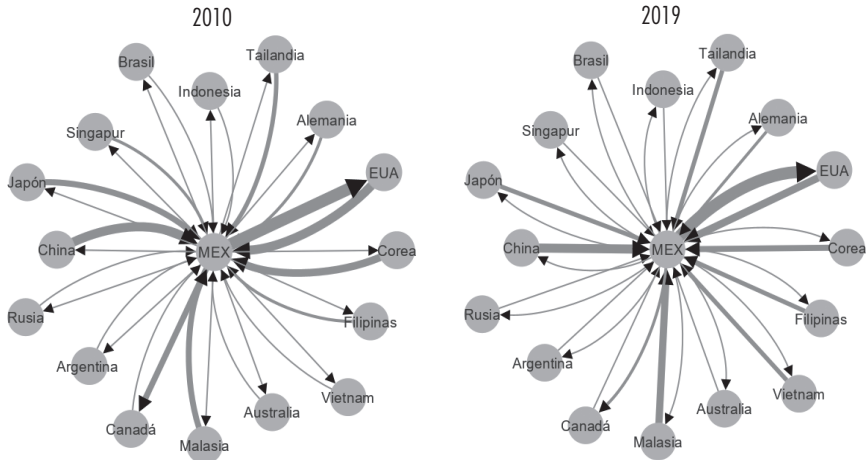 2010
Brasil
Tailandia
Indonesia
Singapur
Alemania
Japón
EUA
China
MEX
Corea
Rusia
Filipinas
Argentina
Vietnam
Canadá
Australia
Malasia
2019
Brasil
Tailandia
Indonesia
Singapur
Alemania
Japón
EUA
China
MEX
Corea
Rusia
Filipinas
Argentina
Vietnam
Canadá
Australia
Malasia